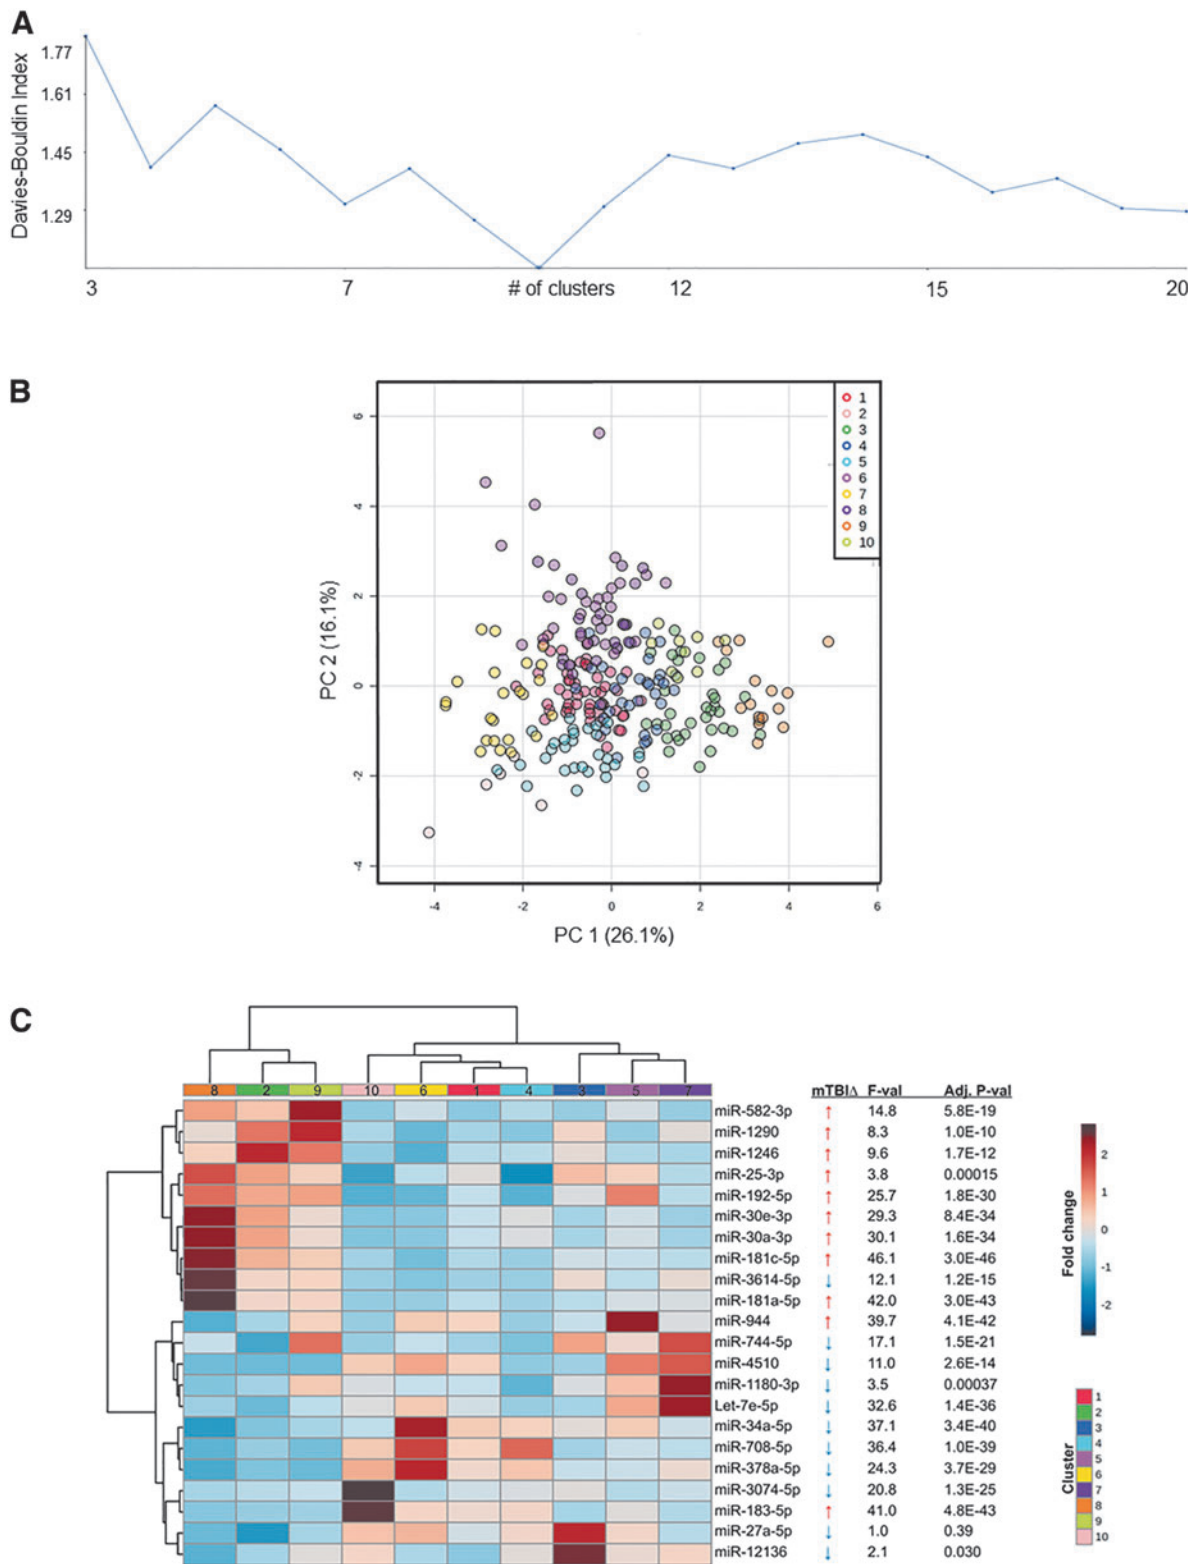 A
Davies-Bouldin Index
1.77
1.61
1.45
1.29
3 7 # of clusters 12 15 20
B
PC 2 (16.1%)
6
4
2
0
-2
-4
1
2
3
4
5
6
7
8
9
10
-4 -2 0 2 4 6
PC 1 (26.1%)
C
8 2 9 10 6 1 4 3 5 7
mTBIΔ F-val Adj. P-val
miR-582-3p ↑ 14.8 5.8E-19
miR-1290 ↑ 8.3 1.0E-10
miR-1246 ↑ 9.6 1.7E-12
miR-25-3p ↑ 3.8 0.00015
miR-192-5p ↑ 25.7 1.8E-30
miR-30e-3p ↑ 29.3 8.4E-34
miR-30a-3p ↑ 30.1 1.6E-34
miR-181c-5p ↑ 46.1 3.0E-46
miR-3614-5p ↓ 12.1 1.2E-15
miR-181a-5p ↑ 42.0 3.0E-43
miR-944 ↑ 39.7 4.1E-42
miR-744-5p ↓ 17.1 1.5E-21
miR-4510 ↓ 11.0 2.6E-14
miR-1180-3p ↓ 3.5 0.00037
Let-7e-5p ↓ 32.6 1.4E-36
miR-34a-5p ↓ 37.1 3.4E-40
miR-708-5p ↓ 36.4 1.0E-39
miR-378a-5p ↓ 24.3 3.7E-29
miR-3074-5p ↓ 20.8 1.3E-25
miR-183-5p ↑ 41.0 4.8E-43
miR-27a-5p ↓ 1.0 0.39
miR-12136 ↓ 2.1 0.030
Fold change
2
1
0
-1
-2
Cluster
1
2
3
4
5
6
7
8
9
10